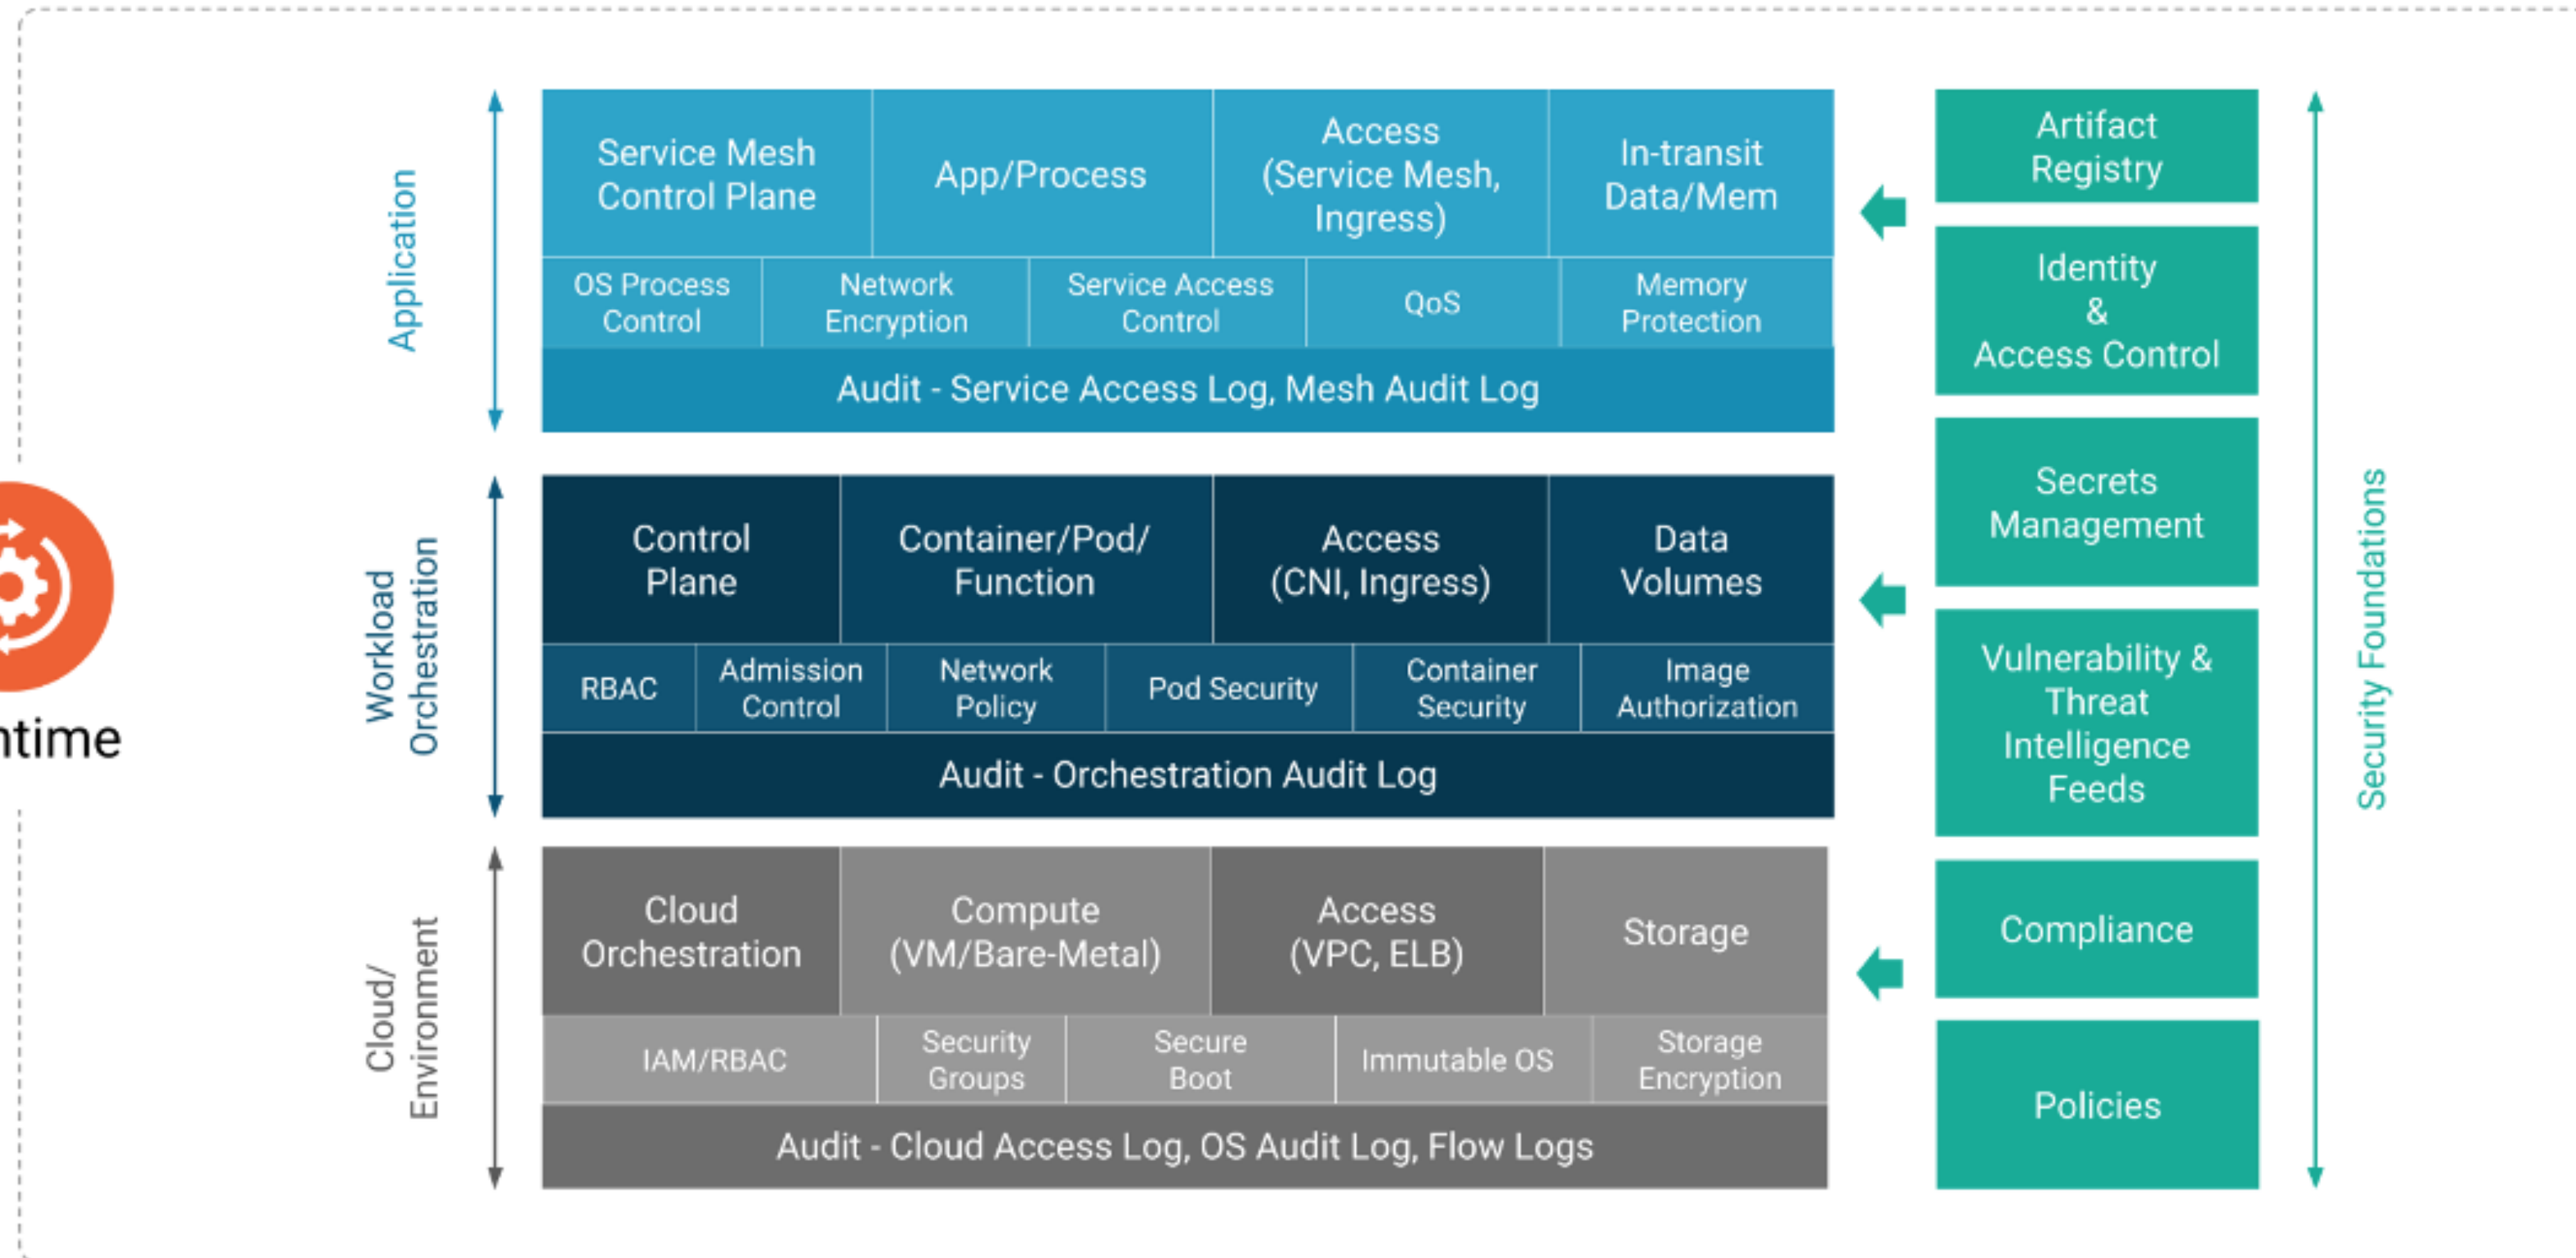 Application
Service Mesh
Control Plane
App/Process
Access
(Service Mesh,
Ingress)
In-transit
Data/Mem
OS Process
Control
Network
Encryption
Service Access
Control
QoS
Memory
Protection
Audit - Service Access Log, Mesh Audit Log
ntime
Workload
Orchestration
Control
Plane
Container/Pod/
Function
Access
(CNI, Ingress)
Data
Volumes
RBAC
Admission
Control
Network
Policy
Pod Security
Container
Security
Image
Authorization
Audit - Orchestration Audit Log
Cloud/
Environment
Cloud
Orchestration
Compute
(VM/Bare-Metal)
Access
(VPC, ELB)
Storage
IAM/RBAC
Security
Groups
Secure
Boot
Immutable OS
Storage
Encryption
Audit - Cloud Access Log, OS Audit Log, Flow Logs
Artifact
Registry
Identity
&
Access Control
Secrets
Management
Vulnerability &
Threat
Intelligence
Feeds
Compliance
Policies
Security Foundations